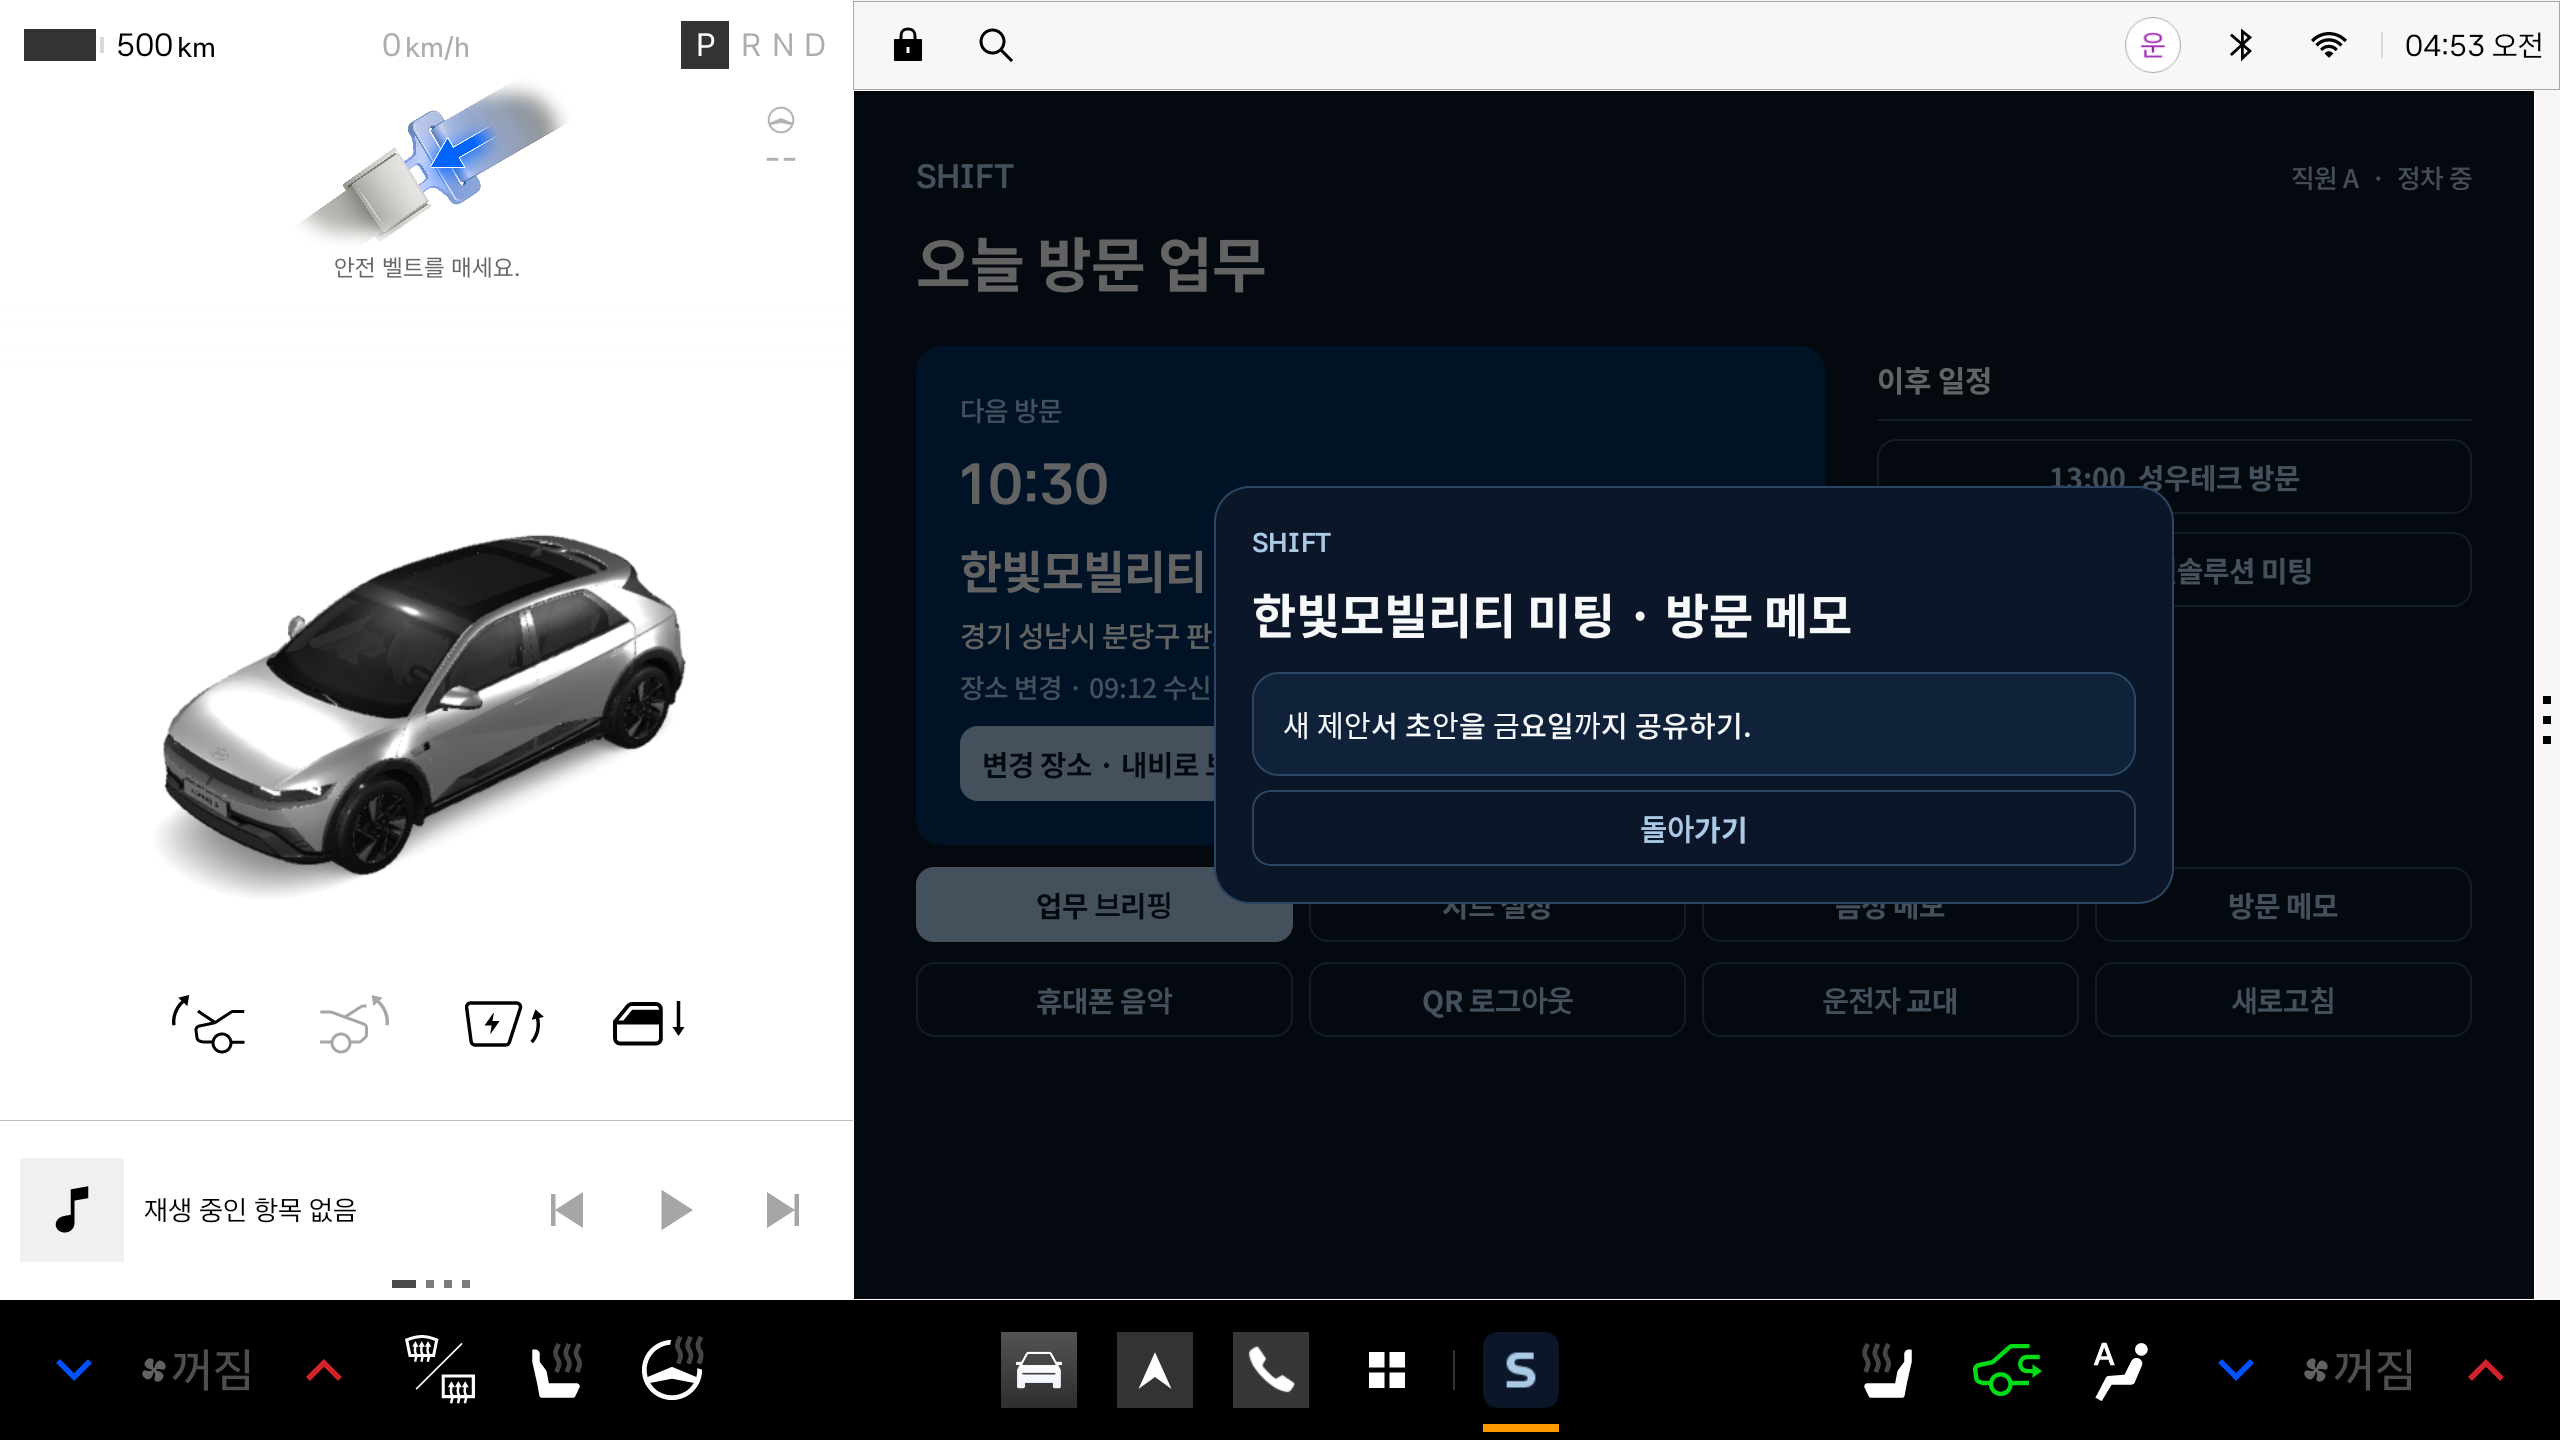 500 km
0 km/h
P R N D
운
04:53 오전
안전 벨트를 매세요.
SHIFT
직원 A · 정차 중
오늘 방문 업무
다음 방문
10:30
한빛모빌리티
경기 성남시 분당구
장소 변경 · 09:12 수신
변경 장소 · 내비로
이후 일정
13:00 성우테크 방문
솔루션 미팅
SHIFT
한빛모빌리티 미팅 · 방문 메모
새 제안서 초안을 금요일까지 공유하기.
돌아가기
업무 브리핑
방문 메모
휴대폰 음악
QR 로그아웃
운전자 교대
새로고침
재생 중인 항목 없음
꺼짐
S
A
꺼짐